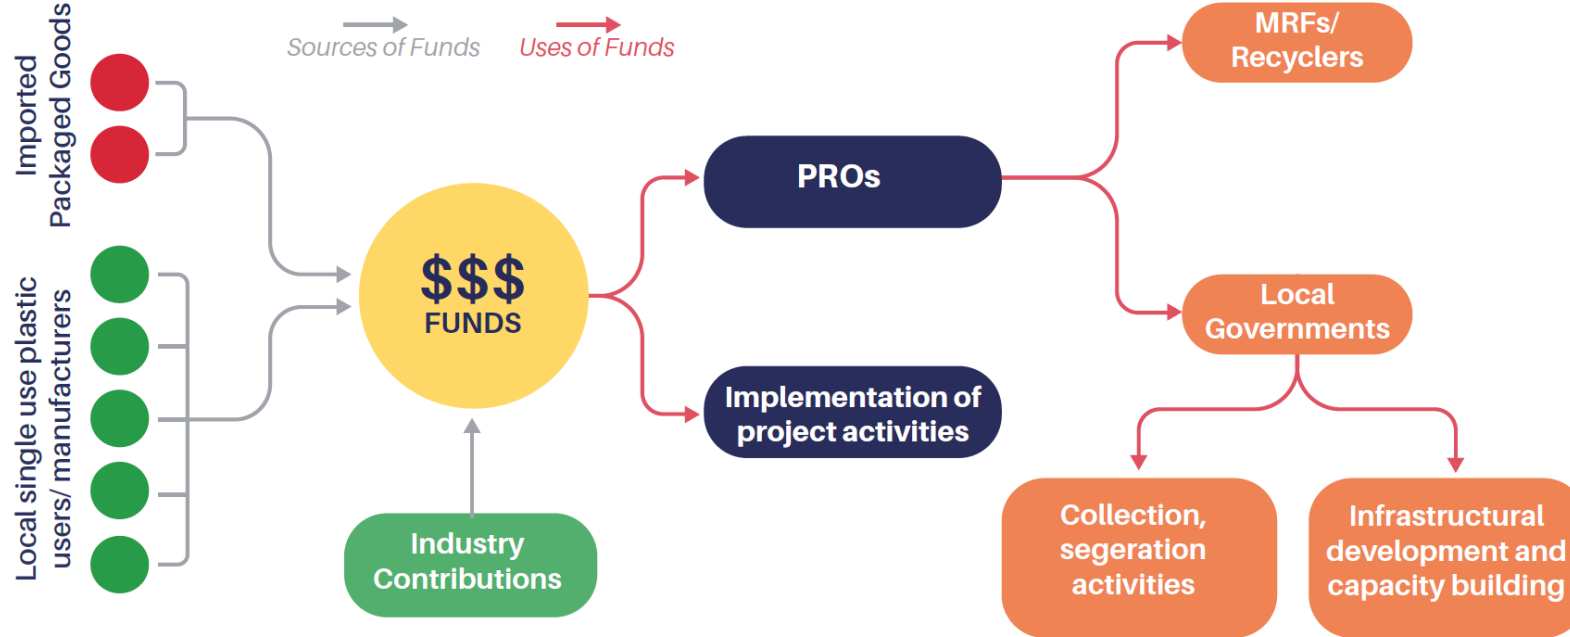 Imported
Packaged Goods
Sources of Funds
Uses of Funds
MRFs/
Recyclers
PROs
$$$
FUNDS
Local
Governments
Local single use plastic
users/ manufacturers
Implementation of
project activities
Industry
Contributions
Collection,
segeration
activities
Infrastructural
development and
capacity building